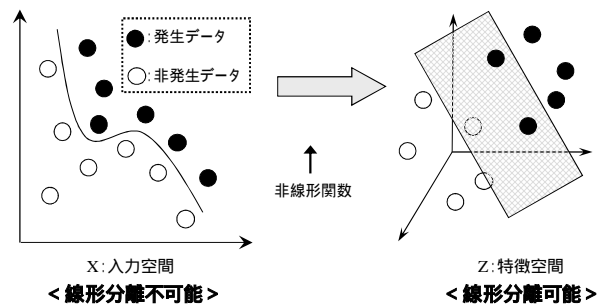 :発生データ
:非発生データ
非線形関数
X:入力空間
<線形分離不可能>
Z:特徴空間
<線形分離可能>